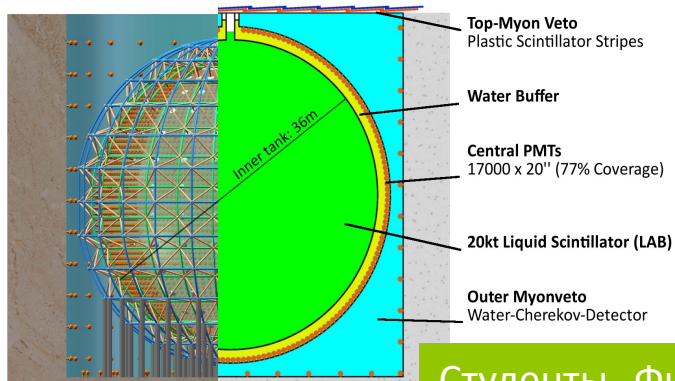 Top-Myon Veto
Plastic Scintillator Stripes
Water Buffer
Inner tank: 36m
Central PMTs
17000 x 20'' (77% Coverage)
20kt Liquid Scintillator (LAB)
Outer Myonveto
Water-Cherekov-Detector